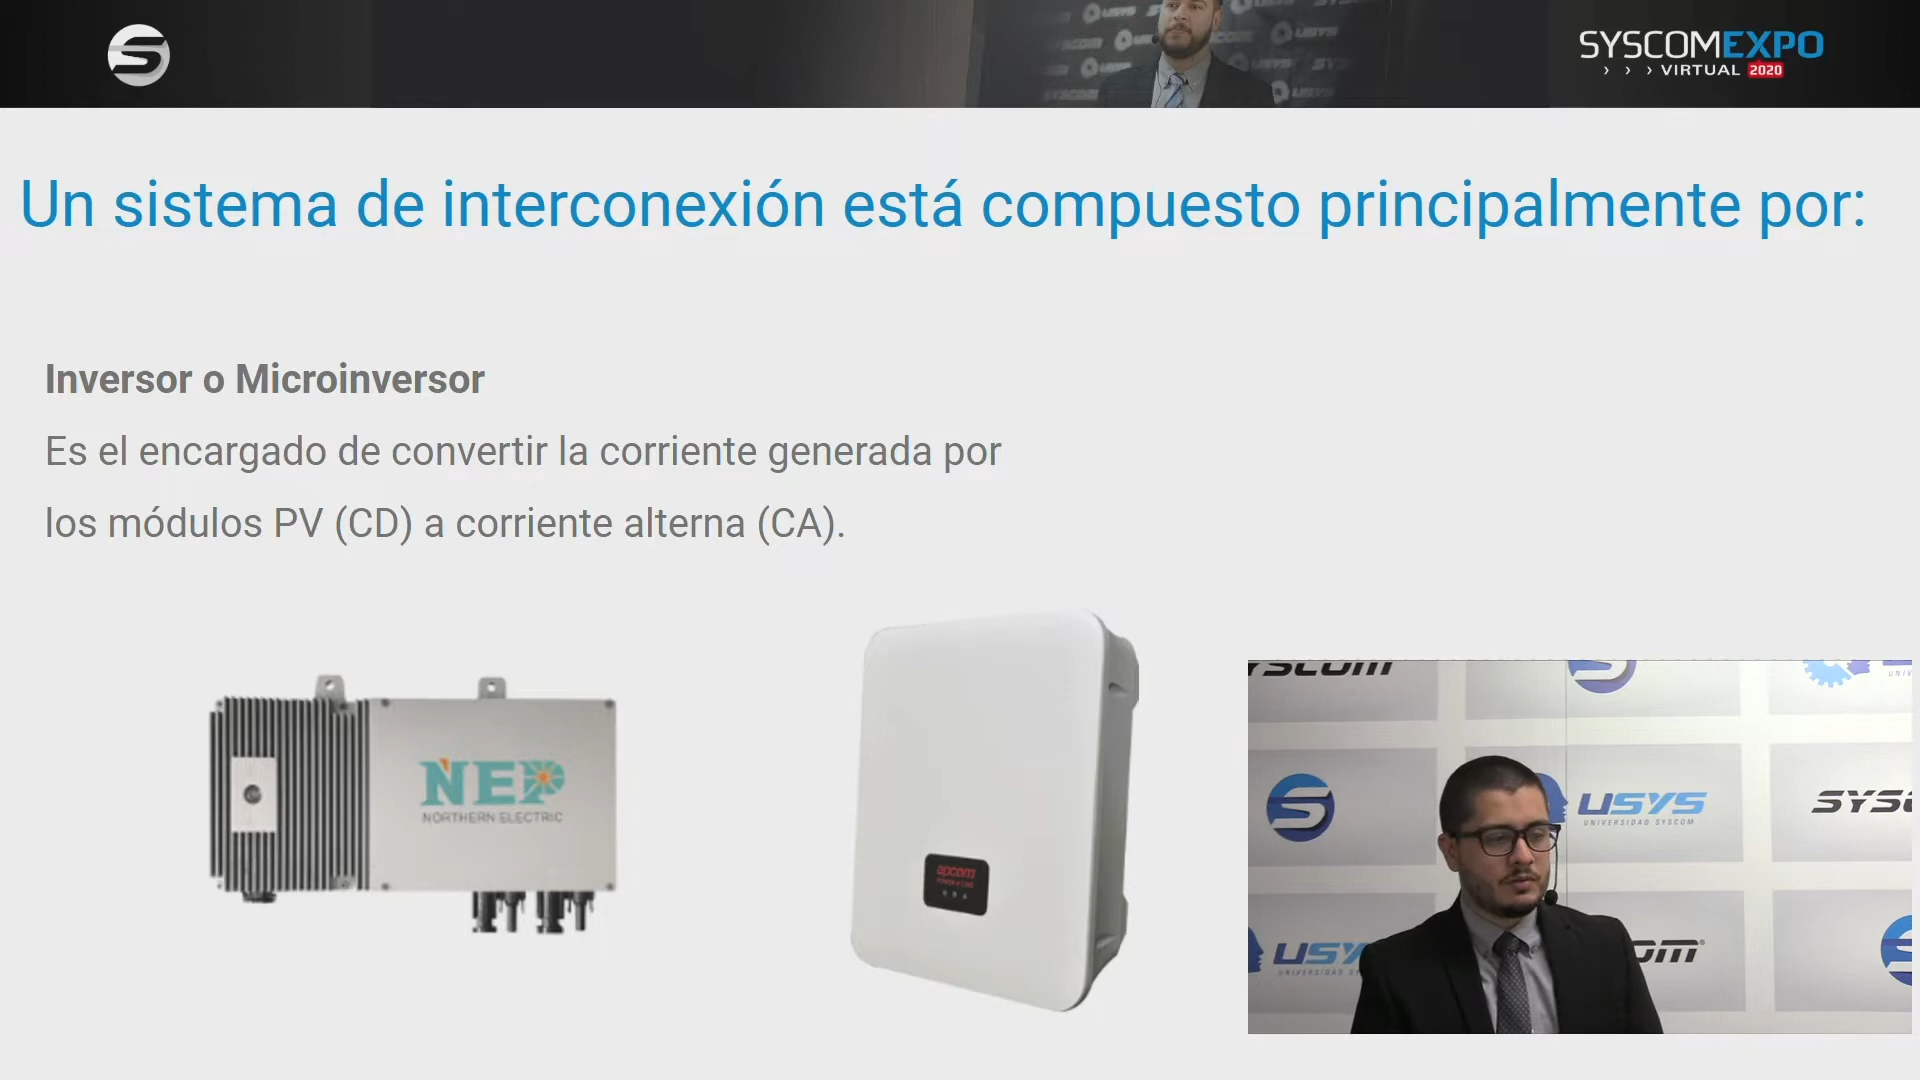 SYSCOMEXPO
VIRTUAL 2020
Un sistema de interconexión está compuesto principalmente por:
Inversor o Microinversor
Es el encargado de convertir la corriente generada por
los módulos PV (CD) a corriente alterna (CA).
NEP
NORTHERN ELECTRIC
epcom
SYSCOM
USYS
UNIVERSIDAD SYSCOM